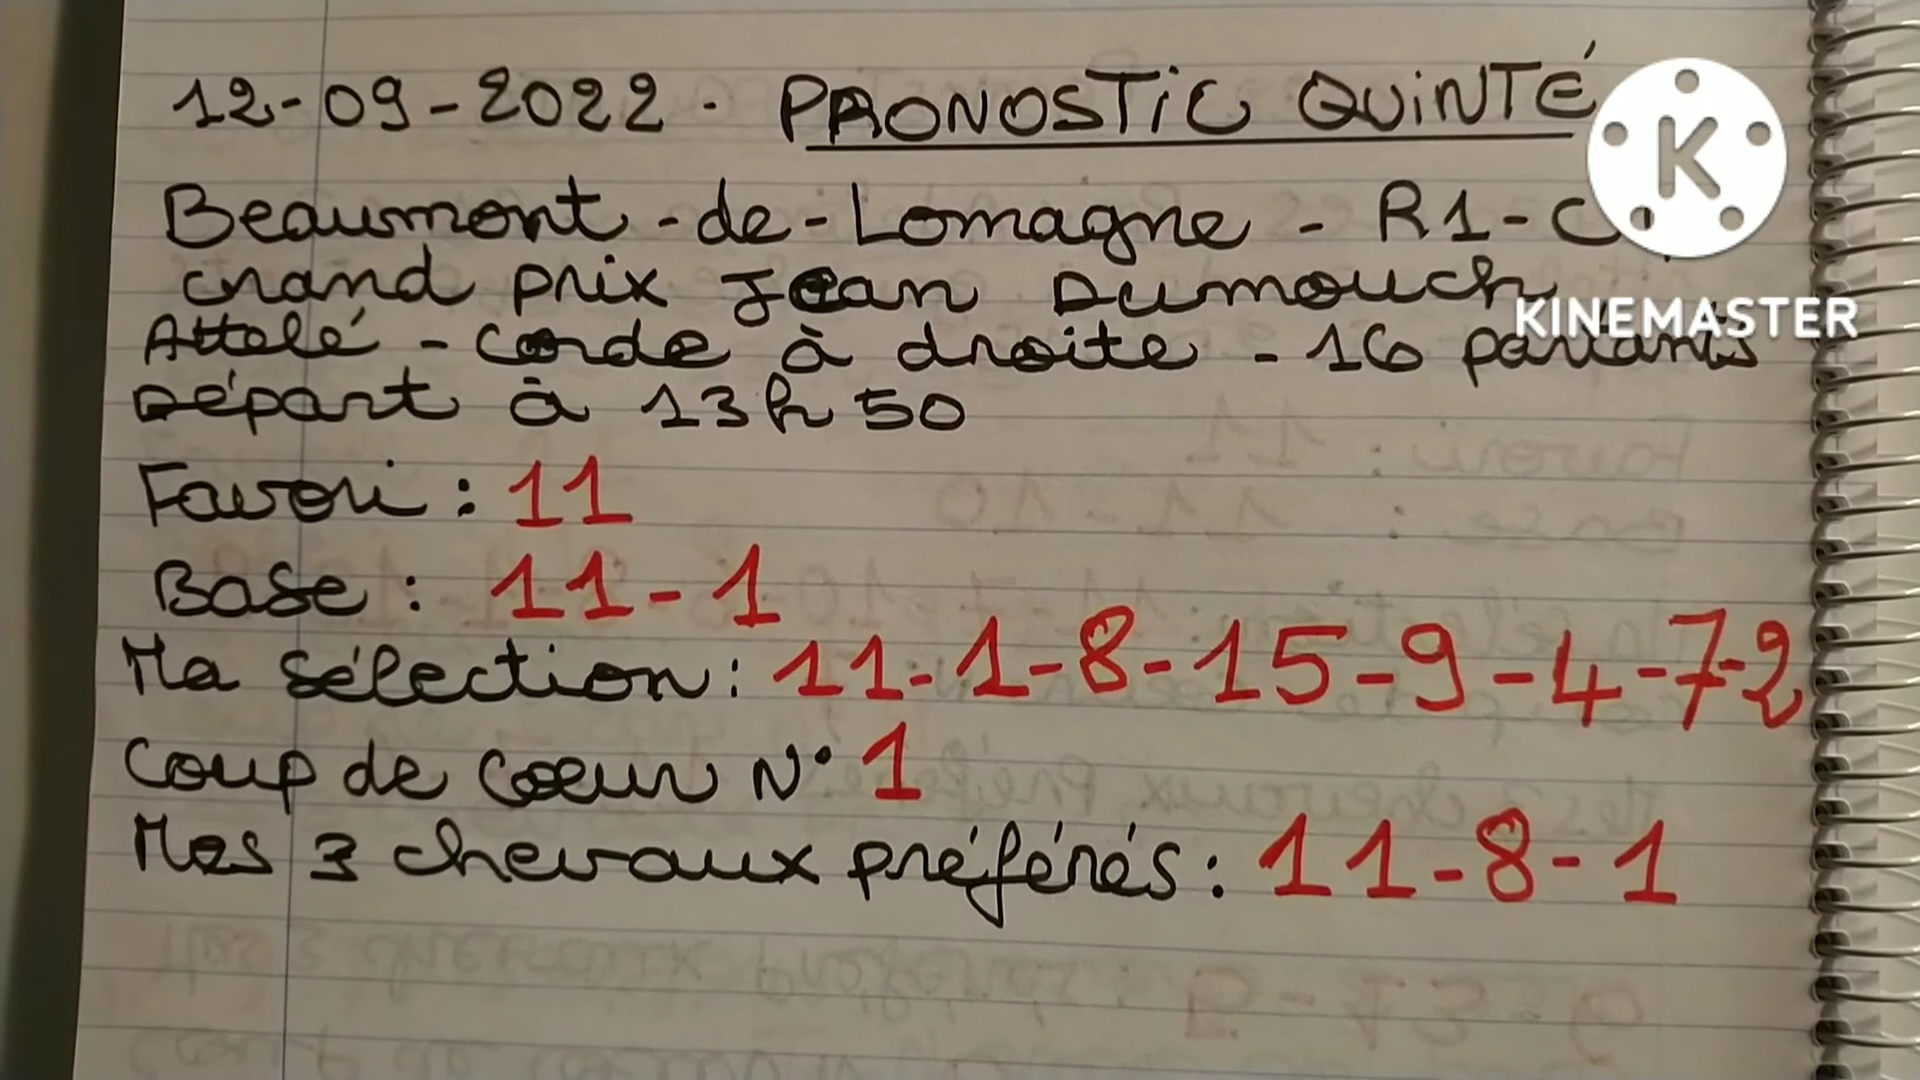 12-09-2022. PRONOSTIC QUINTÉ
Beaumont-de-Lomagne - R1-C
Grand prix Jean Dumouch
Attelé - corde à droite - 16 partants
Départ à 13h50
Favori : 11
Base : 11-1
Ma sélection : 11-1-8-15-9-4-7-2
Coup de coeur N° 1
Mes 3 chevaux préférés : 11-8-1
K
KINEMASTER